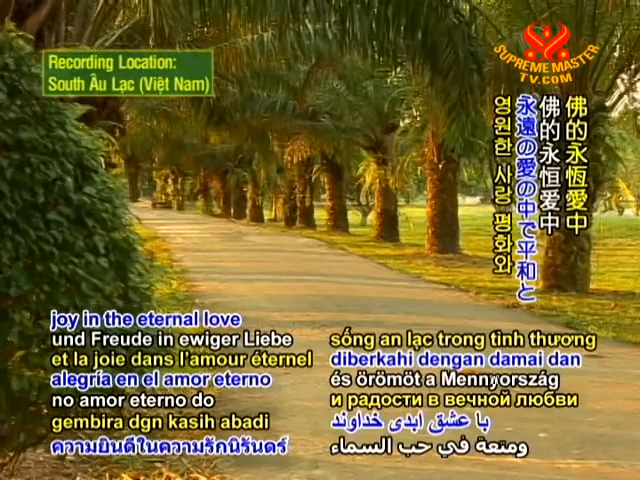 Recording Location:
South Âu Lạc (Việt Nam)
SUPREME MASTER
TV.COM
佛的永恆愛中
佛的永恒爱中
永遠の愛の中で平和と
영원한 사랑 평화와
joy in the eternal love
und Freude in ewiger Liebe
et la joie dans l'amour éternel
alegría en el amor eterno
no amor eterno do
gembira dgn kasih abadi
ความยินดีในความรักนิรันดร์
sống an lạc trong tình thương
diberkahi dengan damai dan
és örömöt a Mennyország
и радости в вечной любви
با عشق ابدی خداوند
ومتعة في حب السماء